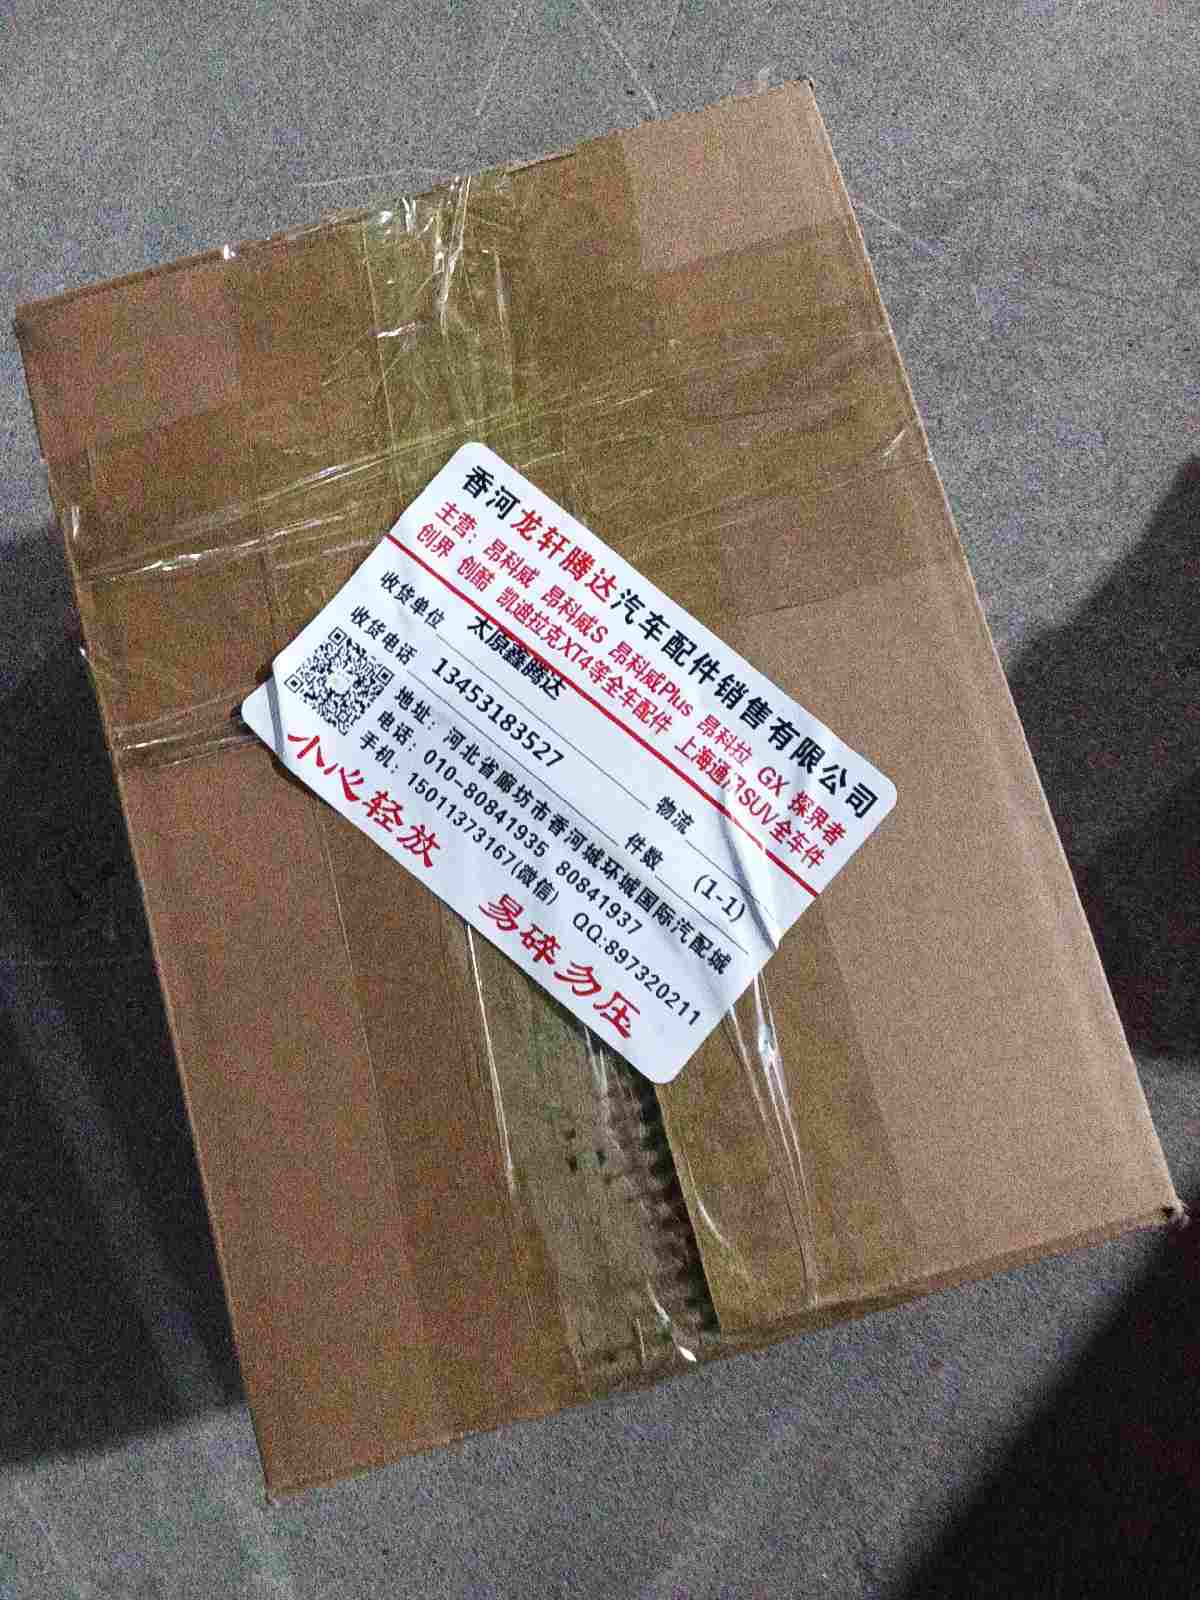 香河龙轩腾达汽车配件销售有限公司
主营：昂科威 昂科威S 昂科威Plus 昂科拉 GX 探界者
创界 创酷 凯迪拉克XT4等全车配件 上海通用SUV全车件
收货单位 太原鑫腾达 物流
收货电话 13453183527 件数 (1-1)
地址：河北省廊坊市香河城环城国际汽配城
电话：010-80841935 80841937
手机：15011373167(微信) QQ:897320211
小心轻放 易碎勿压